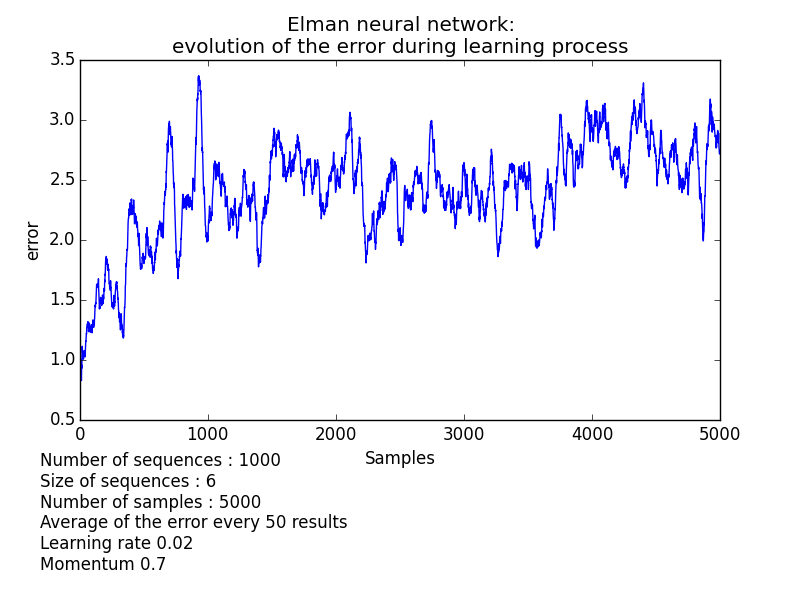 Elman neural network:
evolution of the error during learning process
3.5
3.0
2.5
2.0
1.5
1.0
0.5
error
0 1000 2000 3000 4000 5000
Samples
Number of sequences : 1000
Size of sequences : 6
Number of samples : 5000
Average of the error every 50 results
Learning rate 0.02
Momentum 0.7